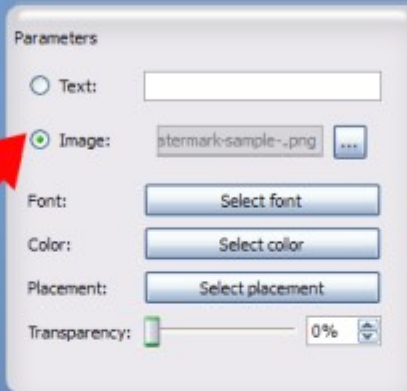 Parameters
Text:
Image: atermark-sample-.png ...
Font: Select font
Color: Select color
Placement: Select placement
Transparency: 0%